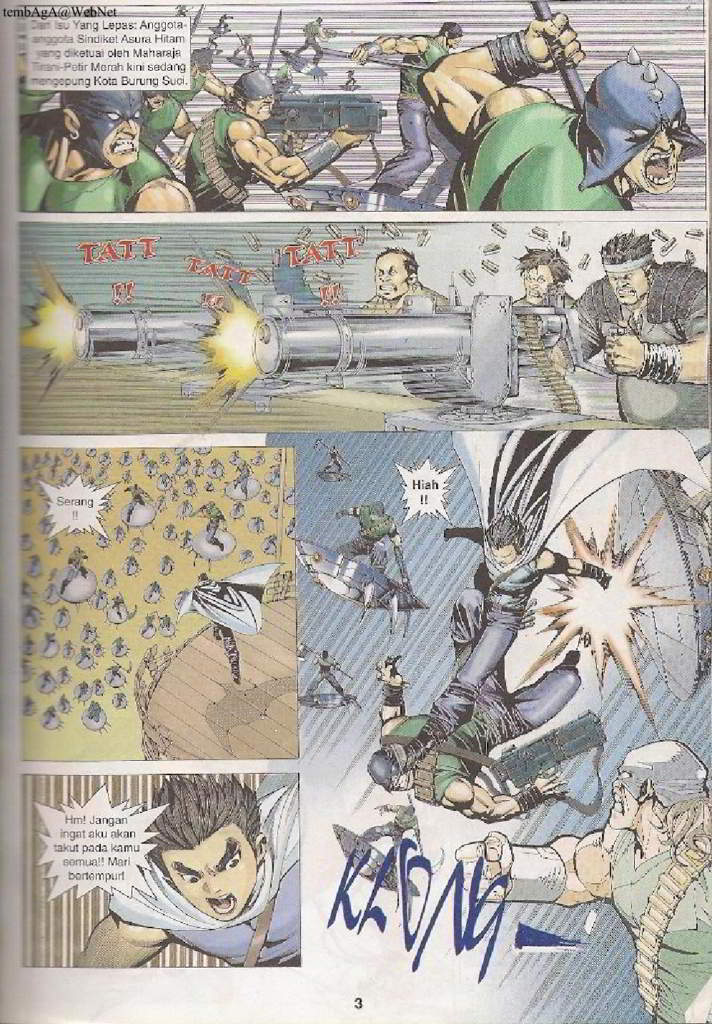 tembAgA@WebNet
Dari Isu Yang Lepas: Anggota-
anggota Sindiket Asura Hitam
yang diketuai oleh Maharaja
Tirani-Petir Merah kini sedang
mengepung Kota Burung Suci.
TATT
!!
TATT
!!
TATT
!!
Serang
!!
Hiah
!!
Hm! Jangan
ingat aku akan
takut pada kamu
semua!! Mari
bertempur!
KLONG
3